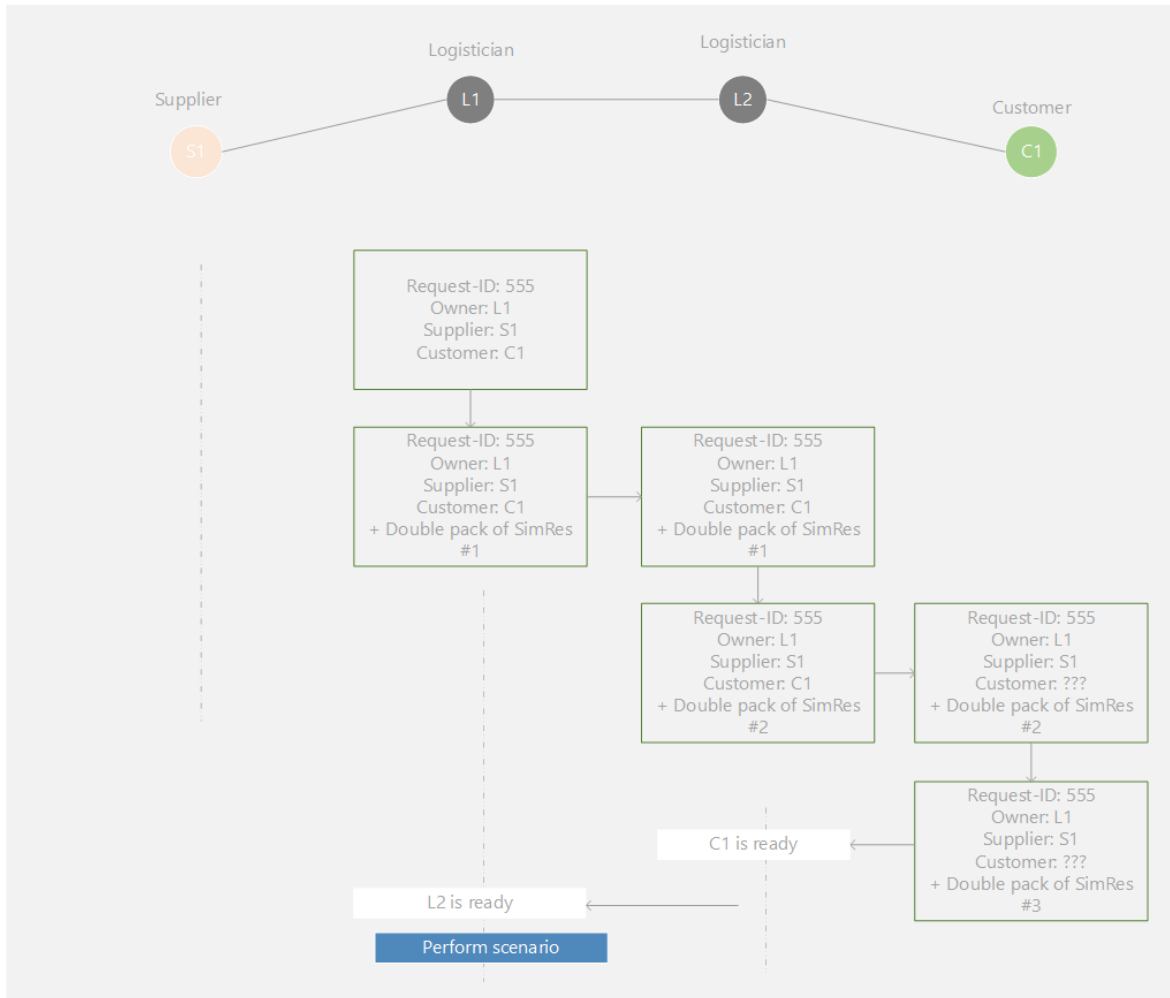 Logistician
Logistician
Supplier
Customer
L1
L2
S1
C1
Request-ID: 555
Owner: L1
Supplier: S1
Customer: C1
Request-ID: 555
Owner: L1
Supplier: S1
Customer: C1
+ Double pack of SimRes
#1
Request-ID: 555
Owner: L1
Supplier: S1
Customer: C1
+ Double pack of SimRes
#1
Request-ID: 555
Owner: L1
Supplier: S1
Customer: C1
+ Double pack of SimRes
#2
Request-ID: 555
Owner: L1
Supplier: S1
Customer: ???
+ Double pack of SimRes
#2
Request-ID: 555
Owner: L1
Supplier: S1
Customer: ???
+ Double pack of SimRes
#3
C1 is ready
L2 is ready
Perform scenario